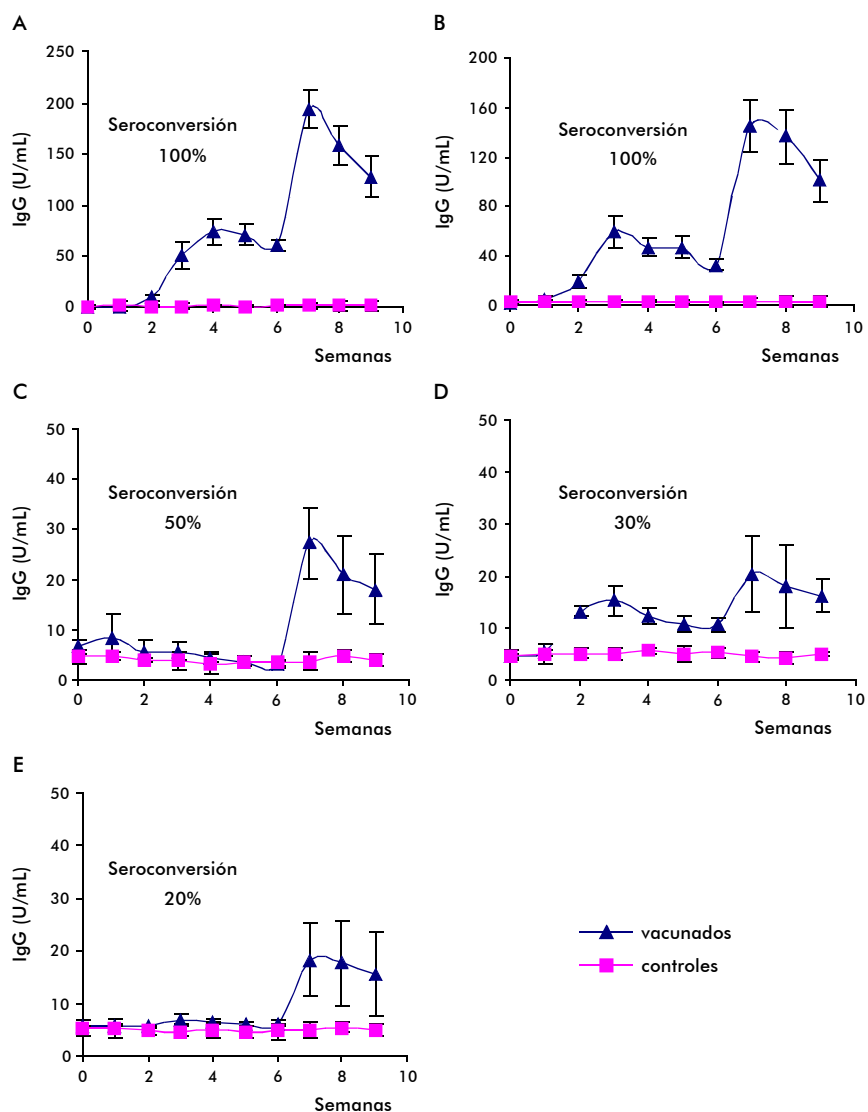 A
IgG (U/mL)
250
200
150
100
50
0
Seroconversión
100%
0 2 4 6 8 10
Semanas
B
IgG (U/mL)
200
160
120
80
40
0
Seroconversión
100%
0 2 4 6 8 10
Semanas
C
IgG (U/mL)
50
40
30
20
10
0
Seroconversión
50%
0 2 4 6 8 10
Semanas
D
IgG (U/mL)
50
40
30
20
10
0
Seroconversión
30%
0 2 4 6 8 10
Semanas
E
IgG (U/mL)
50
40
30
20
10
0
Seroconversión
20%
0 2 4 6 8 10
Semanas
vacunados
controles